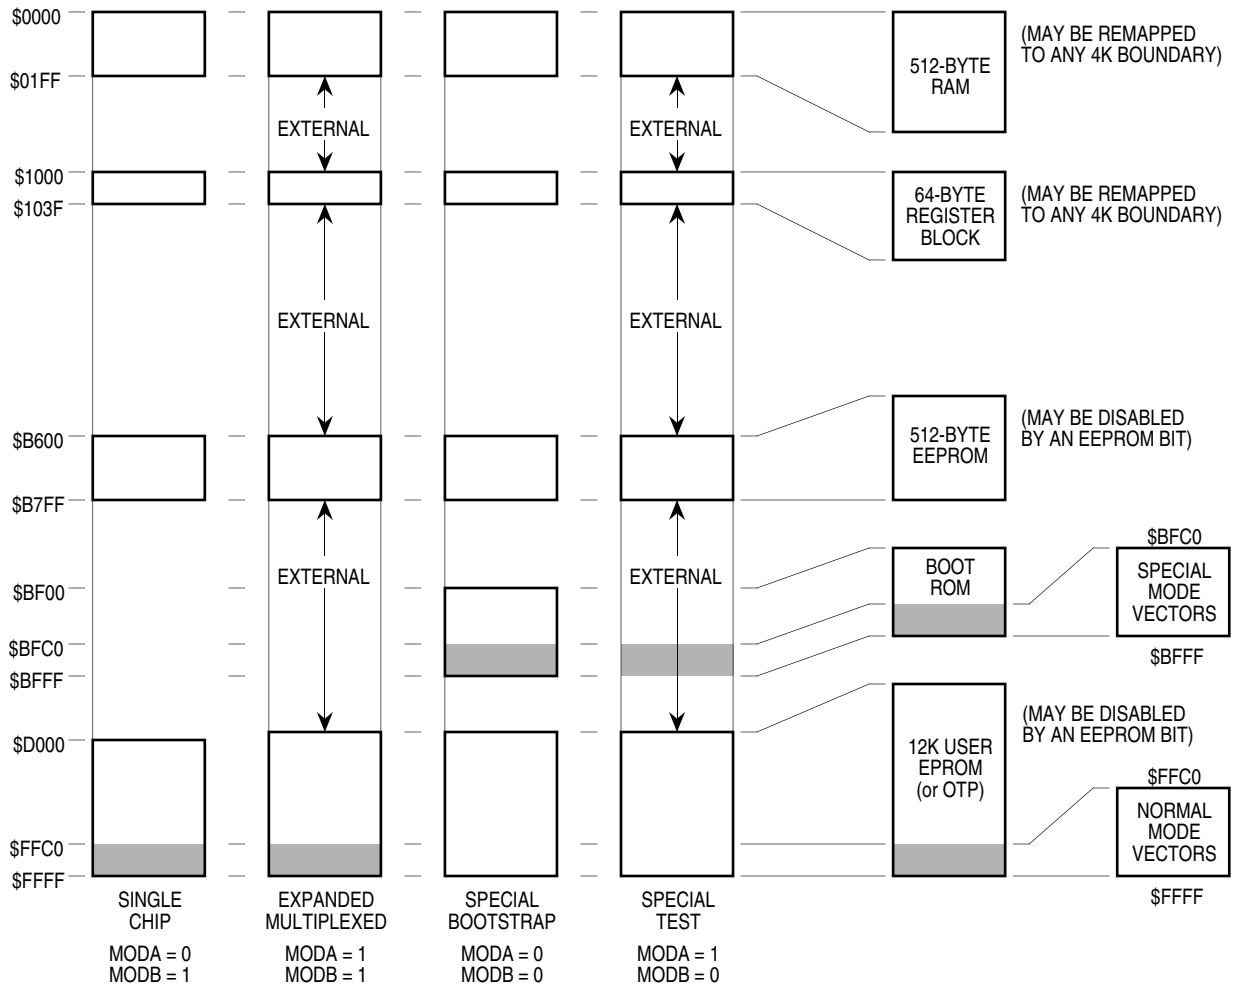 $0000
$01FF
$1000
$103F
$B600
$B7FF
$BF00
$BFC0
$BFFF
$D000
$FFC0
$FFFF
EXTERNAL
EXTERNAL
EXTERNAL
EXTERNAL
EXTERNAL
EXTERNAL
512-BYTE
RAM
(MAY BE REMAPPED
TO ANY 4K BOUNDARY)
64-BYTE
REGISTER
BLOCK
(MAY BE REMAPPED
TO ANY 4K BOUNDARY)
512-BYTE
EEPROM
(MAY BE DISABLED
BY AN EEPROM BIT)
BOOT
ROM
$BFC0
SPECIAL
MODE
VECTORS
$BFFF
12K USER
EPROM
(or OTP)
(MAY BE DISABLED
BY AN EEPROM BIT)
$FFC0
NORMAL
MODE
VECTORS
$FFFF
SINGLE
CHIP
MODA = 0
MODB = 1
EXPANDED
MULTIPLEXED
MODA = 1
MODB = 1
SPECIAL
BOOTSTRAP
MODA = 0
MODB = 0
SPECIAL
TEST
MODA = 1
MODB = 0